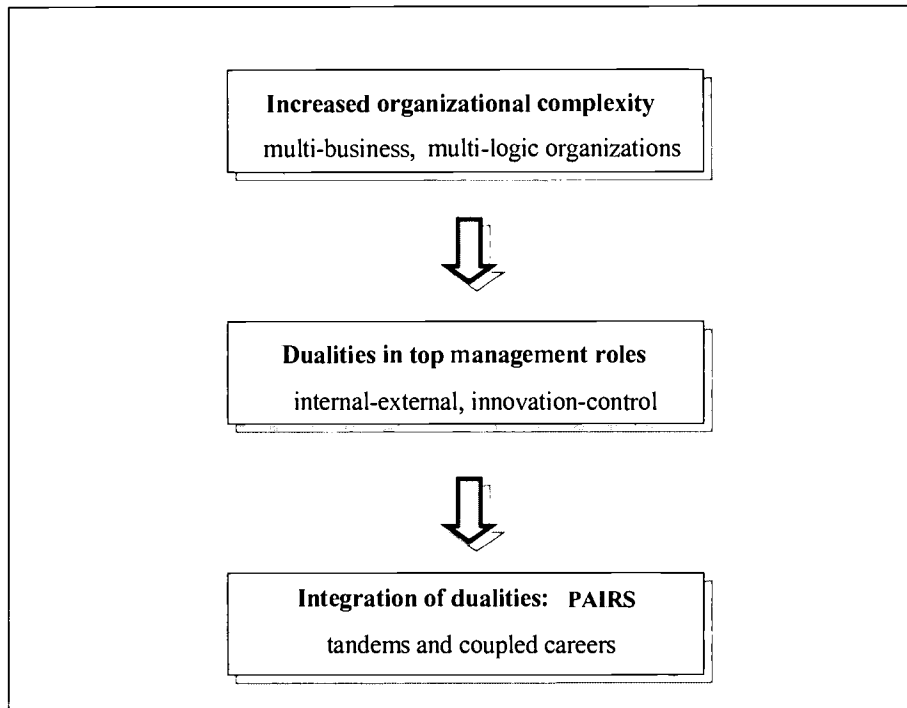 Increased organizational complexity
multi-business, multi-logic organizations
Dualities in top management roles
internal-external, innovation-control
Integration of dualities: PAIRS
tandems and coupled careers